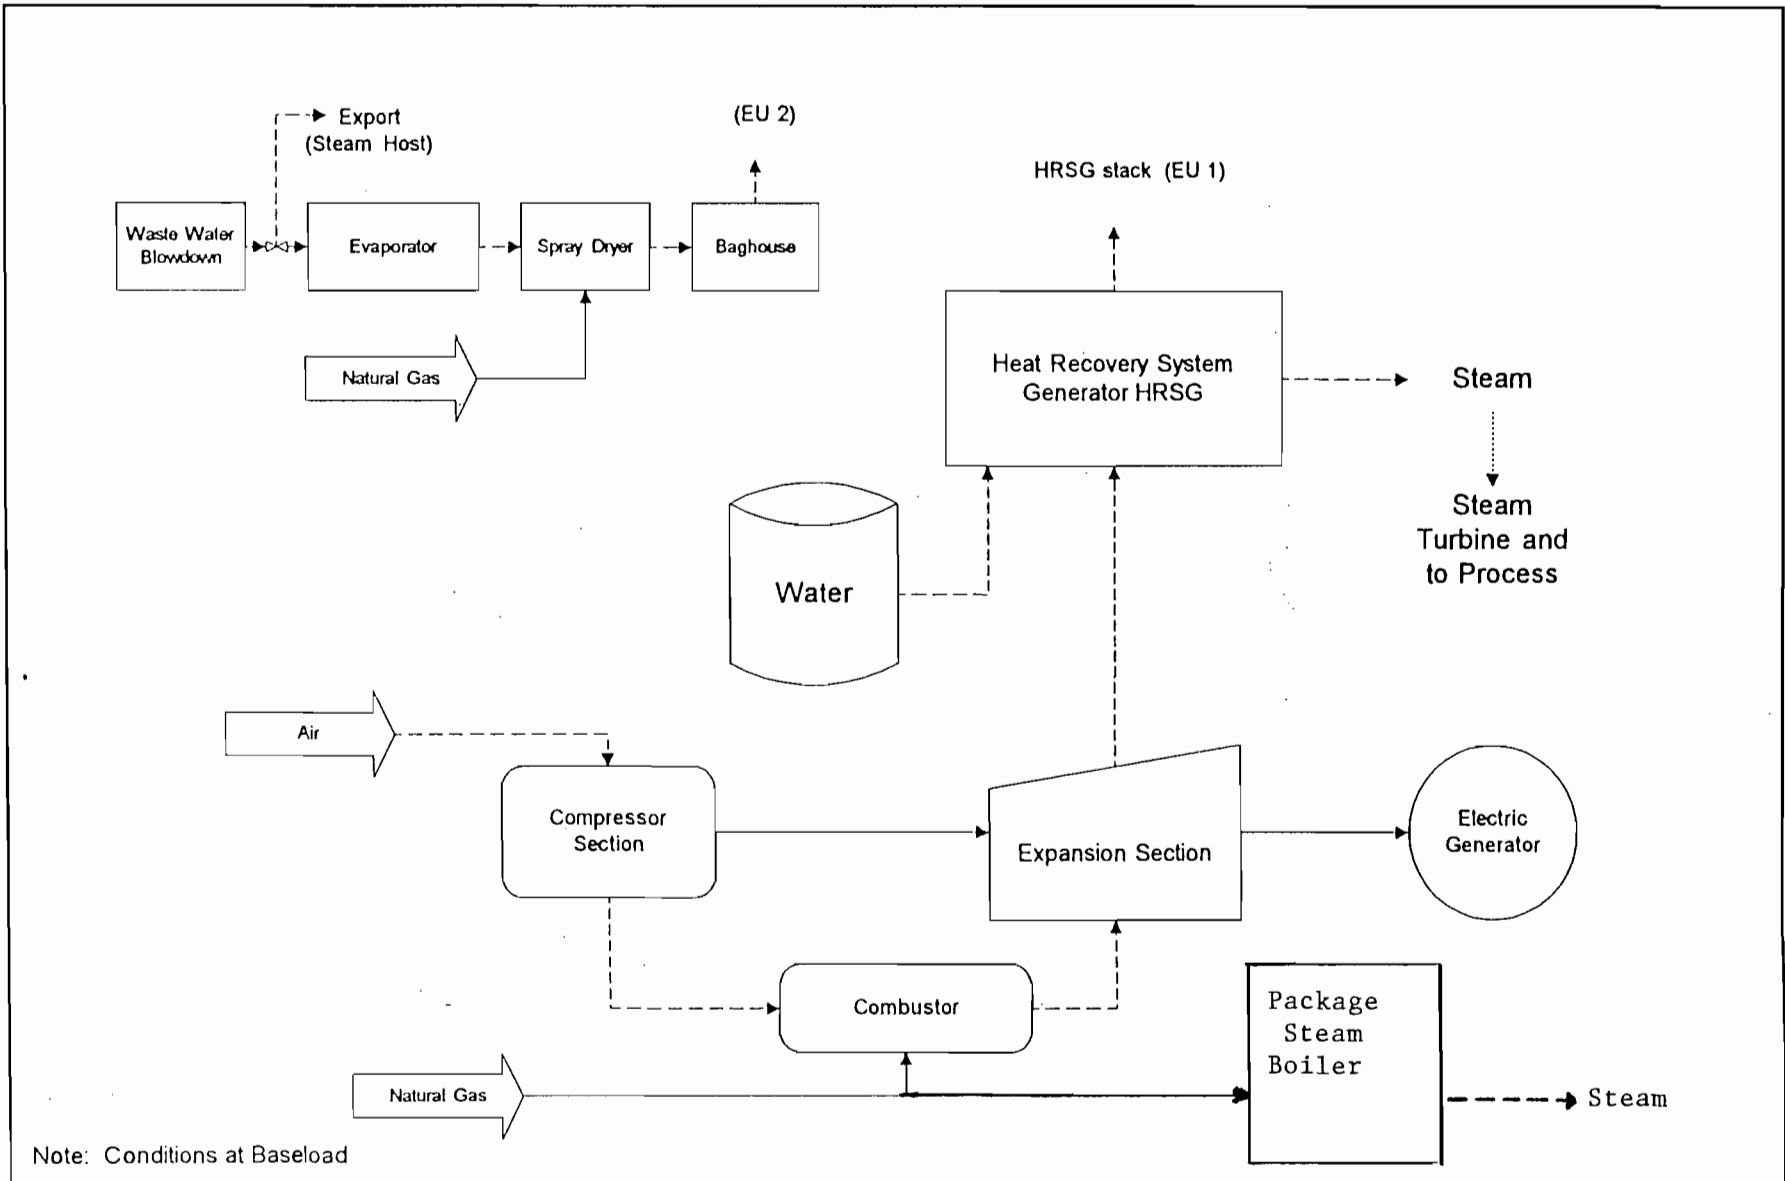 Export
(Steam Host)
(EU 2)
HRSG stack (EU 1)
Waste Water
Blowdown
Evaporator
Spray Dryer
Baghouse
Natural Gas
Heat Recovery System
Generator HRSG
Steam
Steam
Turbine and
to Process
Water
Air
Compressor
Section
Expansion Section
Electric
Generator
Combustor
Package
Steam
Boiler
Natural Gas
Steam
Note: Conditions at Baseload